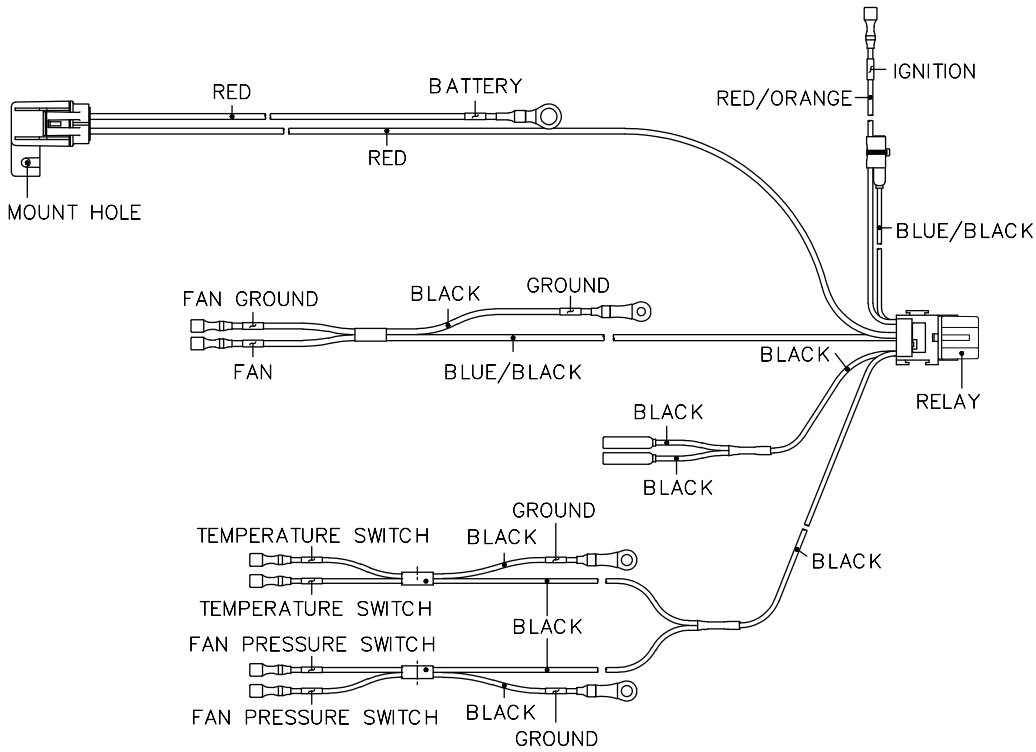 IGNITION
BATTERY
RED
RED/ORANGE
RED
MOUNT HOLE
BLUE/BLACK
GROUND
FAN GROUND
BLACK
BLACK
FAN
BLUE/BLACK
RELAY
BLACK
BLACK
GROUND
TEMPERATURE SWITCH
BLACK
BLACK
TEMPERATURE SWITCH
BLACK
FAN PRESSURE SWITCH
BLACK
FAN PRESSURE SWITCH
GROUND